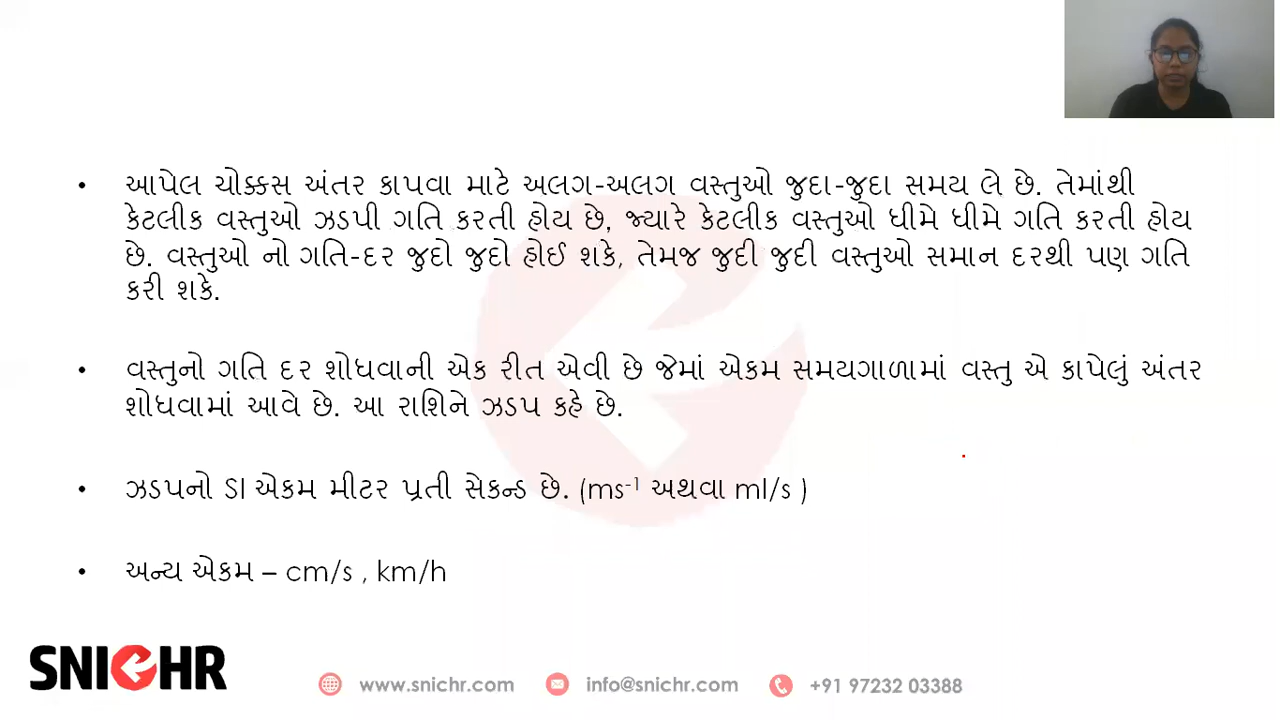 • આપેલ ચોક્કસ અંતર કાપવા માટે અલગ-અલગ વસ્તુઓ જુદા-જુદા સમય લે છે. તેમાંથી
કેટલીક વસ્તુઓ ઝડપી ગતિ કરતી હોય છે, જ્યારે કેટલીક વસ્તુઓ ધીમે ધીમે ગતિ કરતી હોય
છે. વસ્તુઓ નો ગતિ-દર જુદો જુદો હોઈ શકે, તેમજ જુદી જુદી વસ્તુઓ સમાન દરથી પણ ગતિ
કરી શકે.
• વસ્તુનો ગતિ દર શોધવાની એક રીત એવી છે જેમાં એકમ સમયગાળામાં વસ્તુ એ કાપેલું અંતર
શોધવામાં આવે છે. આ રાશિને ઝડપ કહે છે.
• ઝડપનો SI એકમ મીટર પ્રતી સેકન્ડ છે. (ms⁻¹ અથવા ml/s )
• અન્ય એકમ – cm/s , km/h
SNICHR
www.snichr.com info@snichr.com +91 97232 03388